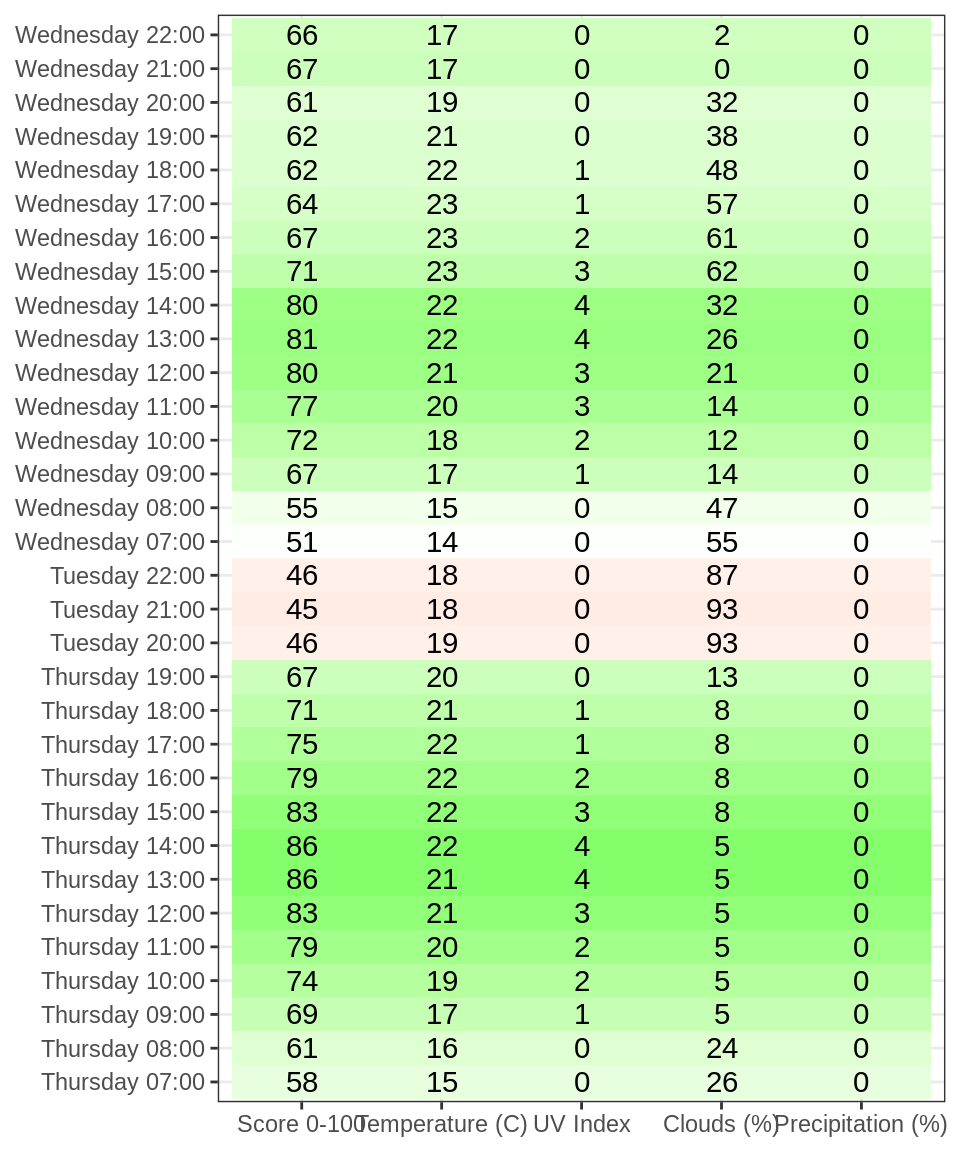 Wednesday 22:00 66 17 0 2 0
Wednesday 21:00 67 17 0 0 0
Wednesday 20:00 61 19 0 32 0
Wednesday 19:00 62 21 0 38 0
Wednesday 18:00 62 22 1 48 0
Wednesday 17:00 64 23 1 57 0
Wednesday 16:00 67 23 2 61 0
Wednesday 15:00 71 23 3 62 0
Wednesday 14:00 80 22 4 32 0
Wednesday 13:00 81 22 4 26 0
Wednesday 12:00 80 21 3 21 0
Wednesday 11:00 77 20 3 14 0
Wednesday 10:00 72 18 2 12 0
Wednesday 09:00 67 17 1 14 0
Wednesday 08:00 55 15 0 47 0
Wednesday 07:00 51 14 0 55 0
Tuesday 22:00 46 18 0 87 0
Tuesday 21:00 45 18 0 93 0
Tuesday 20:00 46 19 0 93 0
Thursday 19:00 67 20 0 13 0
Thursday 18:00 71 21 1 8 0
Thursday 17:00 75 22 1 8 0
Thursday 16:00 79 22 2 8 0
Thursday 15:00 83 22 3 8 0
Thursday 14:00 86 22 4 5 0
Thursday 13:00 86 21 4 5 0
Thursday 12:00 83 21 3 5 0
Thursday 11:00 79 20 2 5 0
Thursday 10:00 74 19 2 5 0
Thursday 09:00 69 17 1 5 0
Thursday 08:00 61 16 0 24 0
Thursday 07:00 58 15 0 26 0
Score 0-100 Temperature (C) UV Index Clouds (%) Precipitation (%)